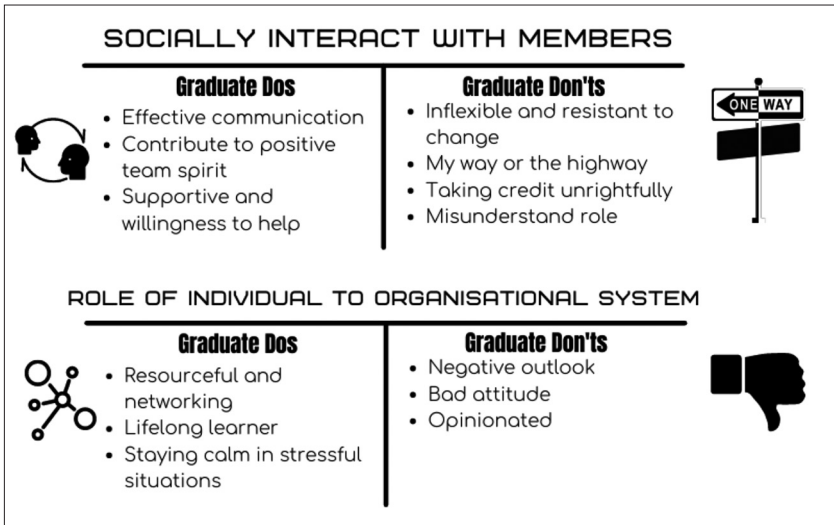 SOCIALLY INTERACT WITH MEMBERS
Graduate Dos
• Effective communication
• Contribute to positive
team spirit
• Supportive and
willingness to help
Graduate Don'ts
• Inflexible and resistant to
change
• My way or the highway
• Taking credit unrightfully
• Misunderstand role
ONE WAY
ROLE OF INDIVIDUAL TO ORGANISATIONAL SYSTEM
Graduate Dos
• Resourceful and
networking
• Lifelong learner
• Staying calm in stressful
situations
Graduate Don'ts
• Negative outlook
• Bad attitude
• Opinionated